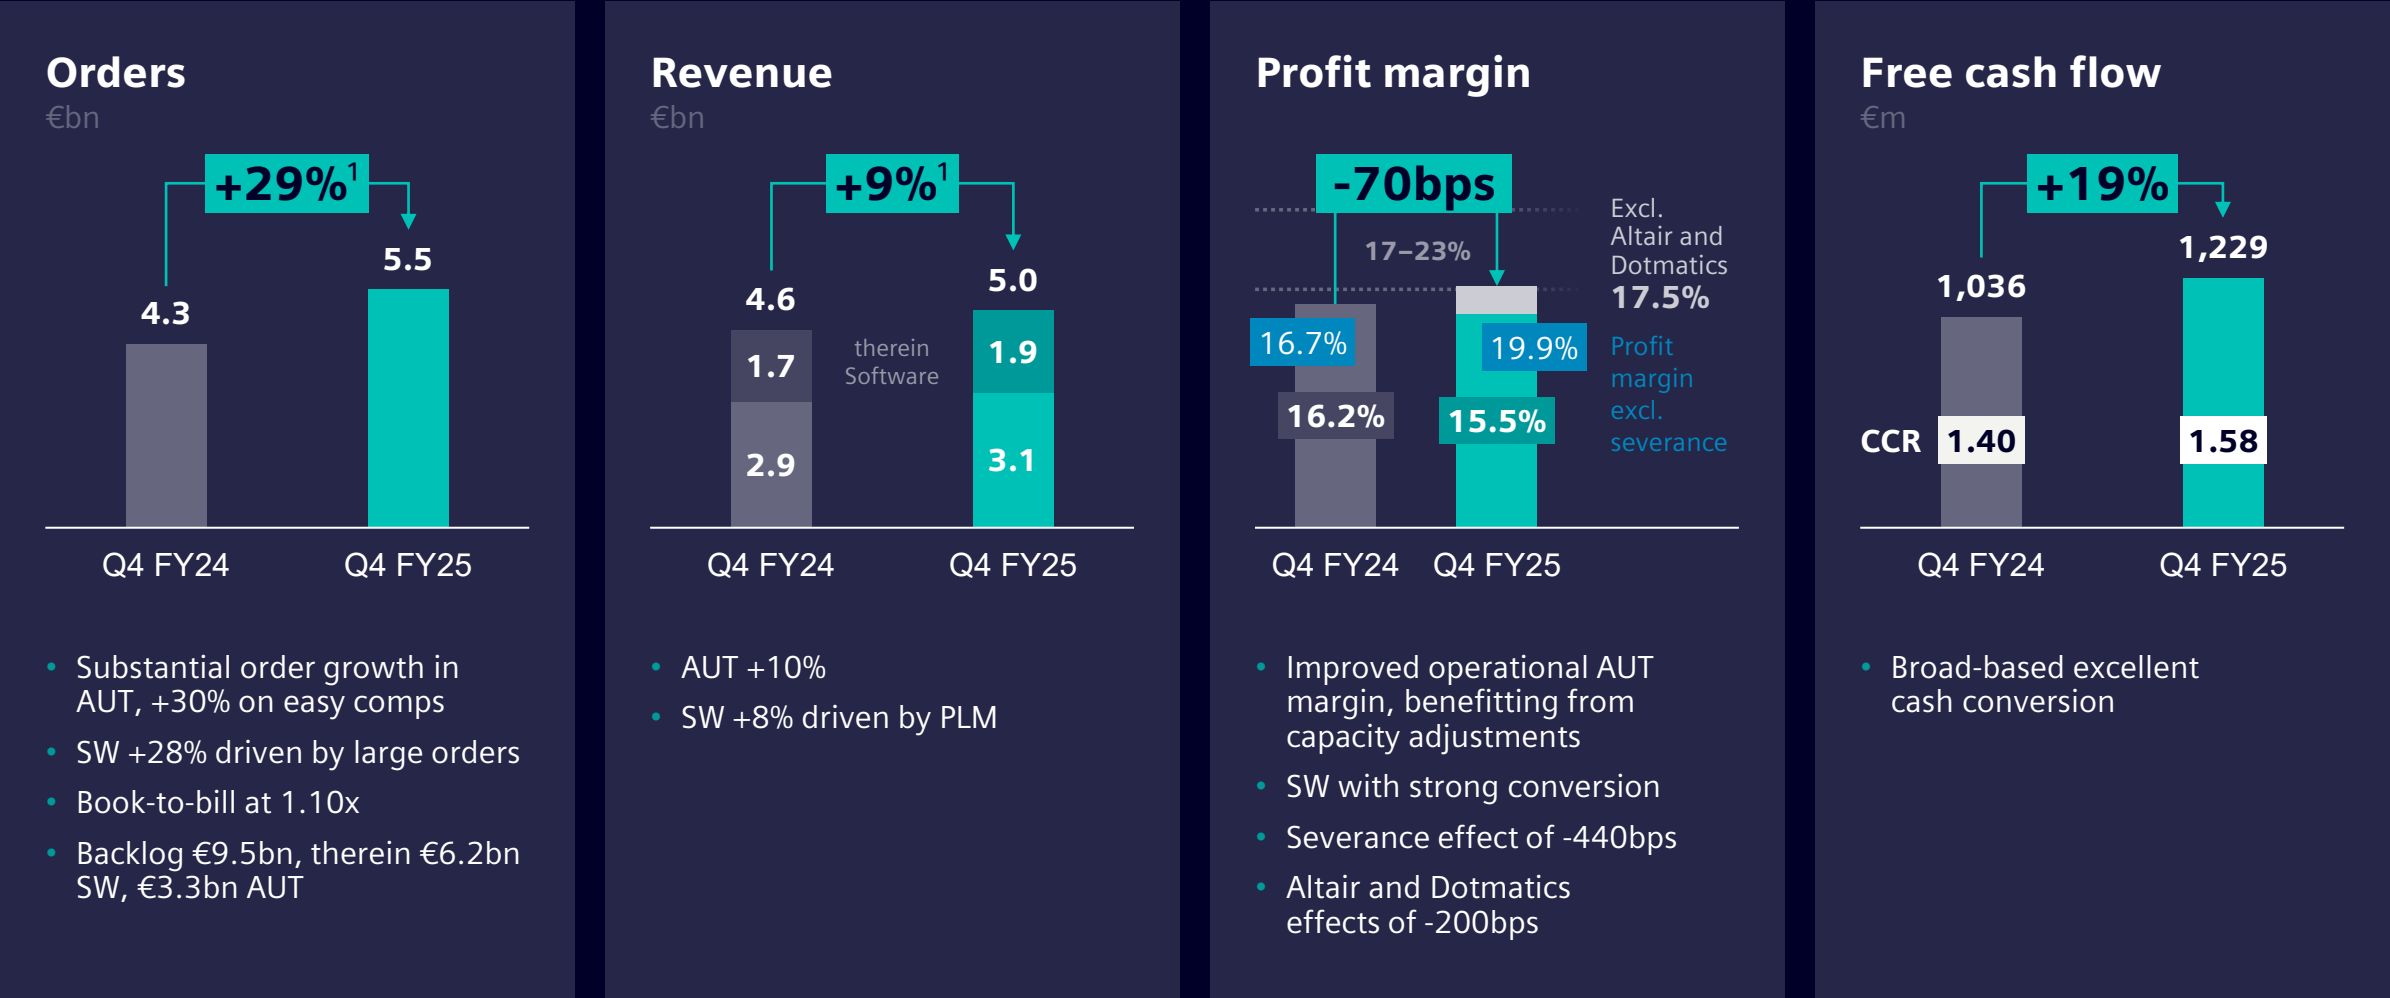 Orders
€bn
+29%1
4.3
5.5
Q4 FY24
Q4 FY25
• Substantial order growth in
AUT, +30% on easy comps
• SW +28% driven by large orders
• Book-to-bill at 1.10x
• Backlog €9.5bn, therein €6.2bn
SW, €3.3bn AUT
Revenue
€bn
+9%1
4.6
5.0
1.7
therein
Software
1.9
2.9
3.1
Q4 FY24
Q4 FY25
• AUT +10%
• SW +8% driven by PLM
Profit margin
-70bps
17–23%
Excl.
Altair and
Dotmatics
17.5%
16.7%
19.9%
Profit
margin
excl.
severance
16.2%
15.5%
Q4 FY24
Q4 FY25
• Improved operational AUT
margin, benefitting from
capacity adjustments
• SW with strong conversion
• Severance effect of -440bps
• Altair and Dotmatics
effects of -200bps
Free cash flow
€m
+19%
1,036
1,229
CCR
1.40
1.58
Q4 FY24
Q4 FY25
• Broad-based excellent
cash conversion